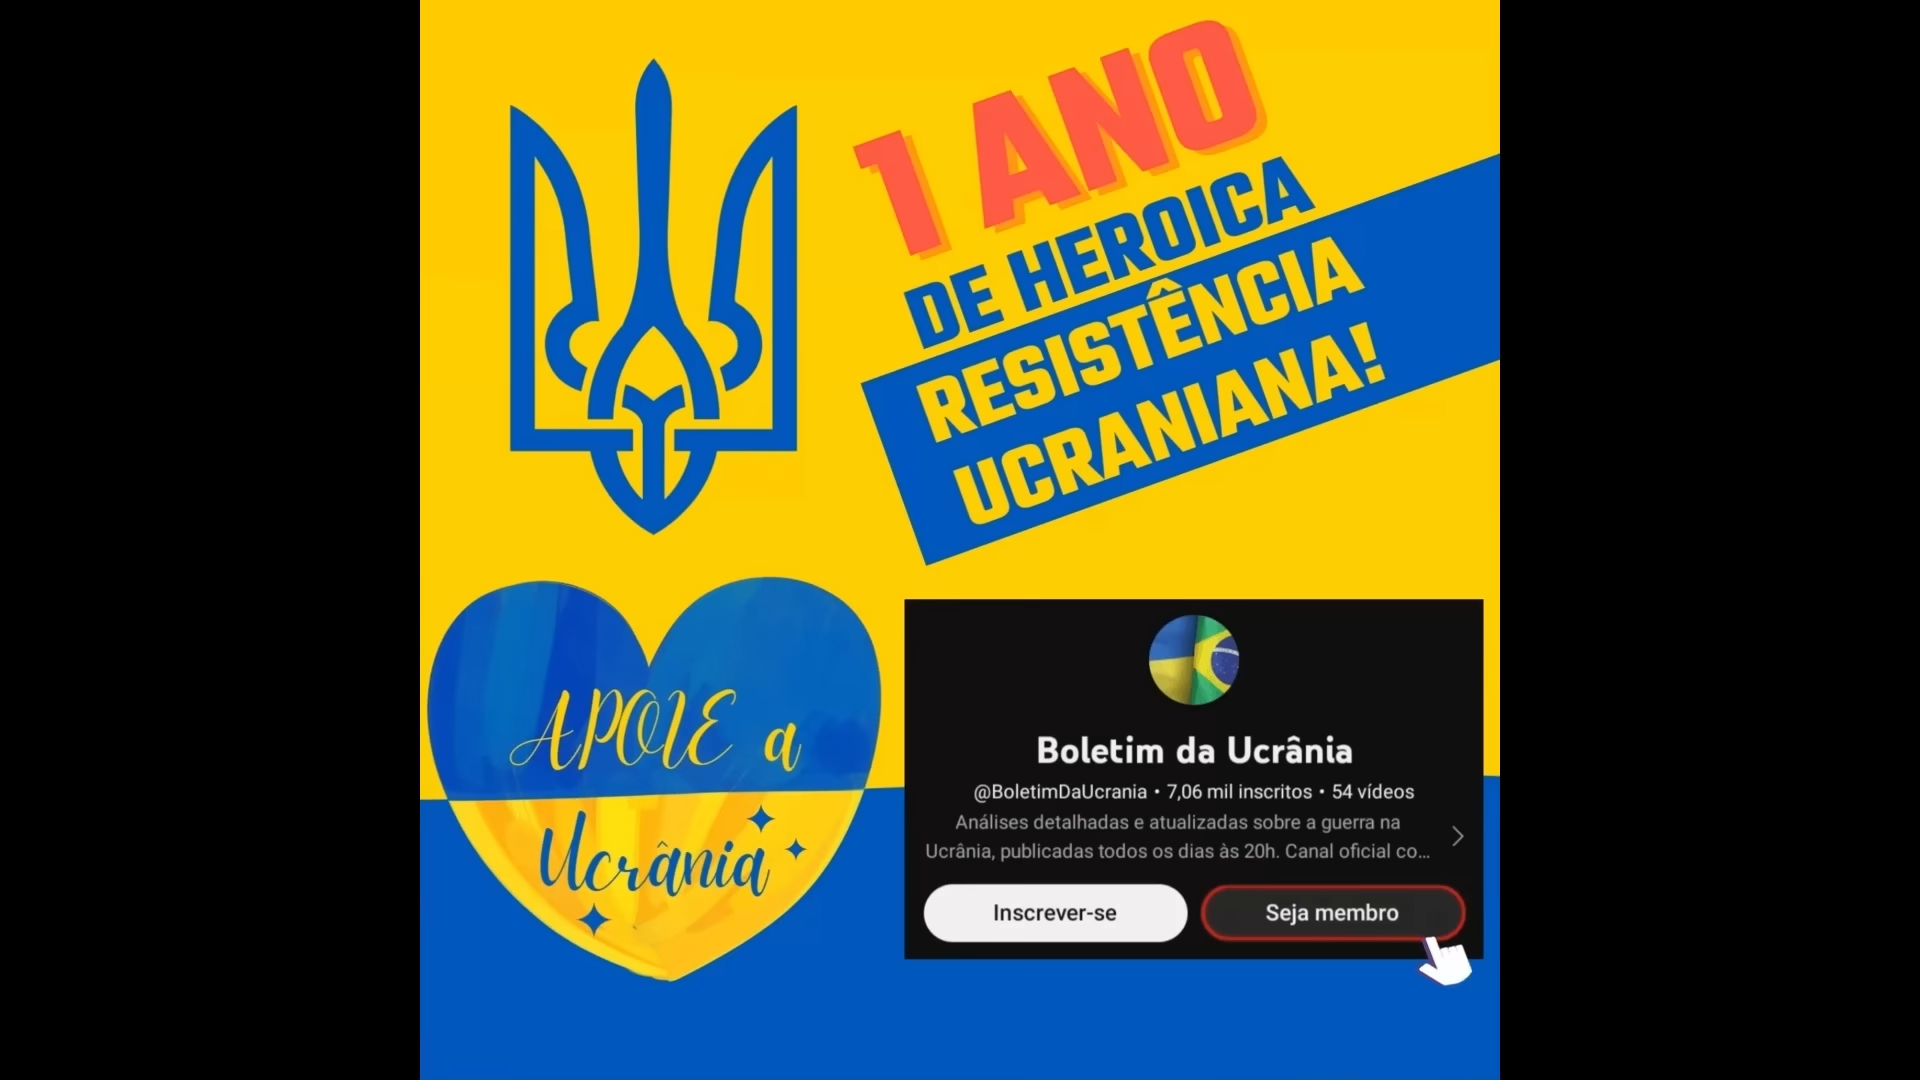 1 ANO
DE HEROICA
RESISTÊNCIA
UCRANIANA!
APOIE a
Ucrânia
Boletim da Ucrânia
@BoletimDaUcrania • 7,06 mil inscritos • 54 vídeos
Análises detalhadas e atualizadas sobre a guerra na
Ucrânia, publicadas todos os dias às 20h. Canal oficial co...
Inscrever-se
Seja membro